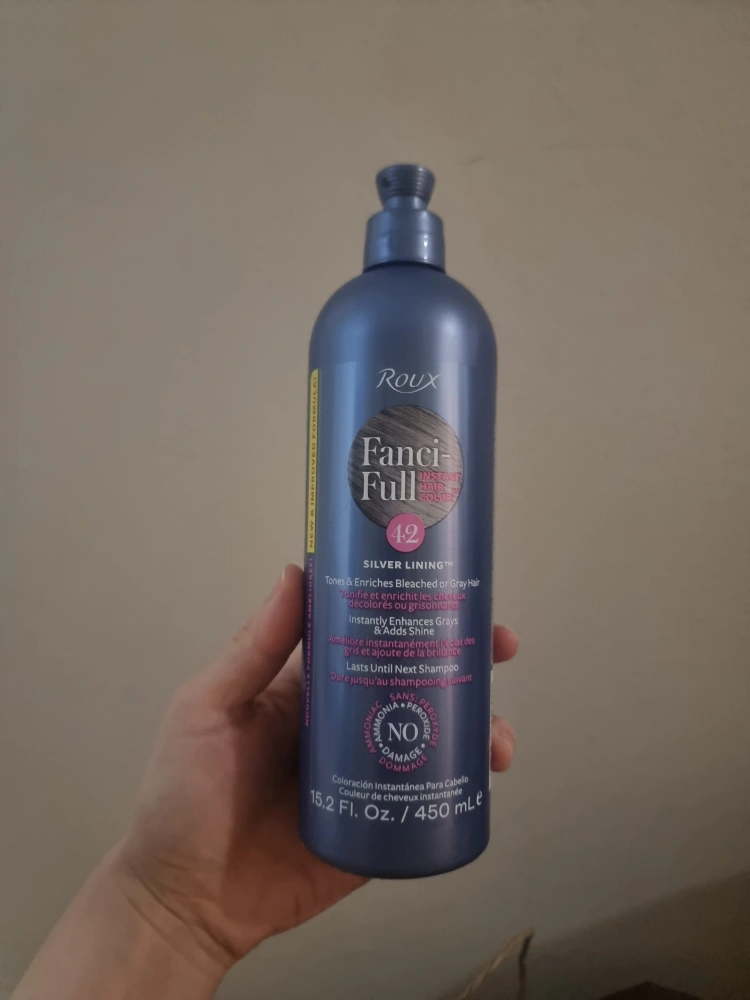 ROUX
Fanci-
Full
INSTANT
HAIR
COLOR
42
SILVER LINING™
Tones & Enriches Bleached or Gray Hair
Tonifie et enrichit les cheveux
décolorés ou grisonnants
Instantly Enhances Grays
& Adds Shine
Améliore instantanément l'éclat des
gris et ajoute de la brillance
Lasts Until Next Shampoo
Dure jusqu'au shampooing suivant
SANS: PEROXYDE
AMMONIAC
DOMMAGE
AMMONIA • PEROXIDE
• DAMAGE •
NO
Coloración Instantánea Para Cabello
Couleur de cheveux instantanée
15.2 Fl. Oz. / 450 mL e
NEW & IMPROVED FORMULA!
NOUVELLE FORMULE AMÉLIORÉE!